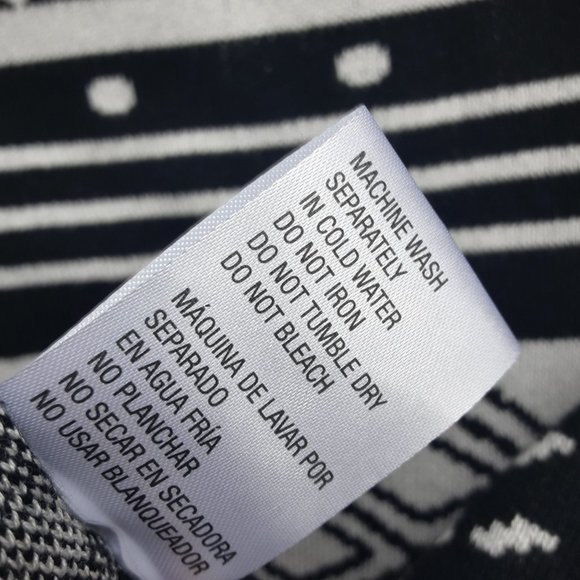 MACHINE WASH
SEPARATELY
IN COLD WATER
DO NOT IRON
DO NOT TUMBLE DRY
DO NOT BLEACH
MÁQUINA DE LAVAR POR
SEPARADO
EN AGUA FRÍA
NO PLANCHAR
NO SECAR EN SECADORA
NO USAR BLANQUEADOR